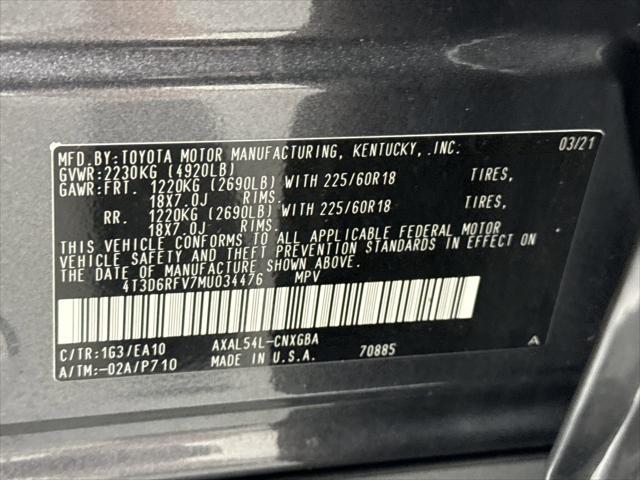 MFD.BY:TOYOTA MOTOR MANUFACTURING, KENTUCKY, .INC: 03/21
GVWR:2230KG (4920LB)
GAWR:FRT. 1220KG (2690LB) WITH 225/60R18 TIRES,
18X7.0J RIMS.
RR. 1220KG (2690LB) WITH 225/60R18 TIRES,
18X7.0J RIMS.
THIS VEHICLE CONFORMS TO ALL APPLICABLE FEDERAL MOTOR
VEHICLE SAFETY AND THEFT PREVENTION STANDARDS IN EFFECT ON
THE DATE OF MANUFACTURE SHOWN ABOVE.
4T3D6RFV7MU034476 MPV
C/TR:1G3/EA10 AXAL54L-CNXGBA A
A/TM:-02A/P710 MADE IN U.S.A. 70885